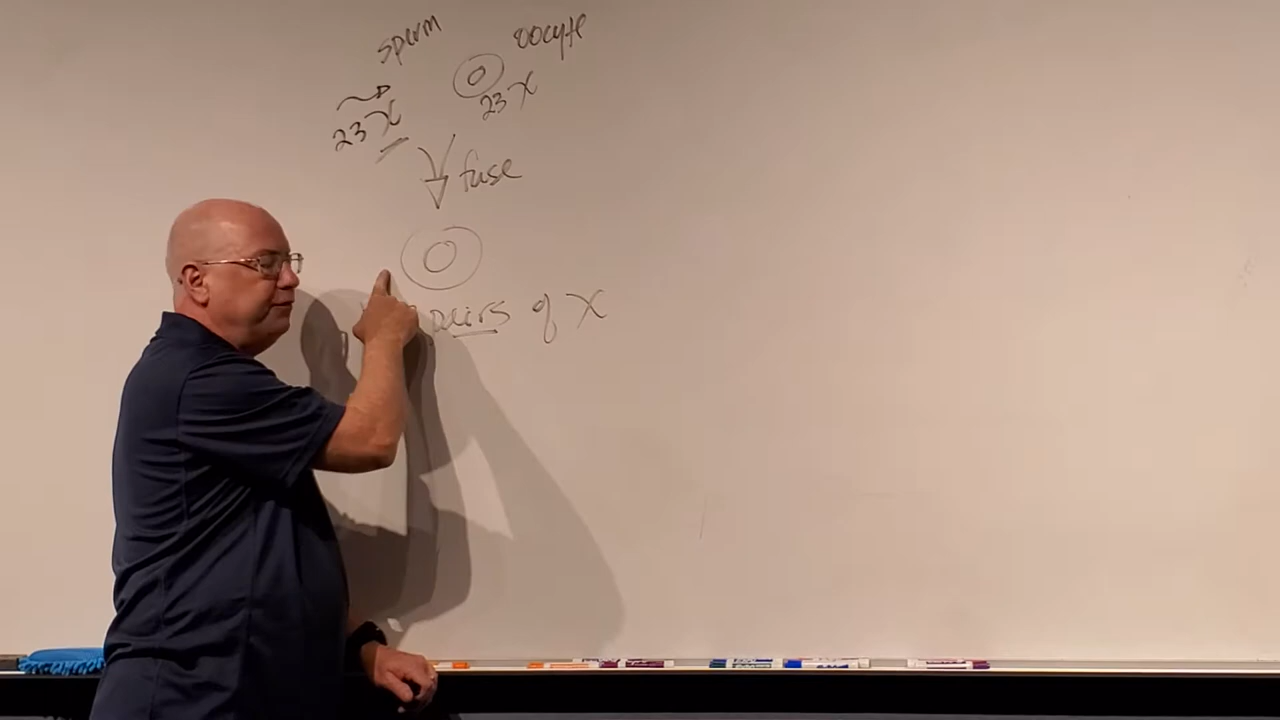 sperm
oocyte
23 X
23 X
fuse
pairs of X